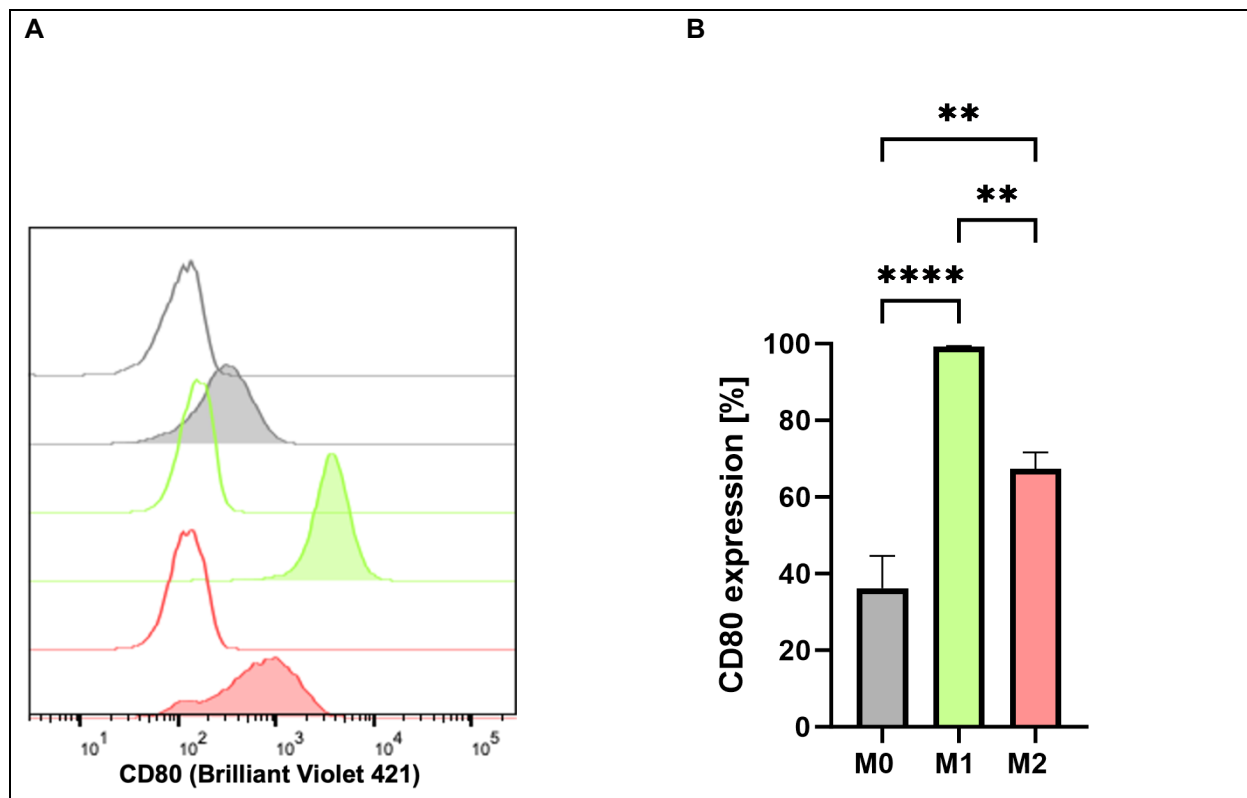 A
B
**
**
****
100
80
60
40
20
0
CD80 expression [%]
M0 M1 M2
10¹ 10² 10³ 10⁴ 10⁵
CD80 (Brilliant Violet 421)